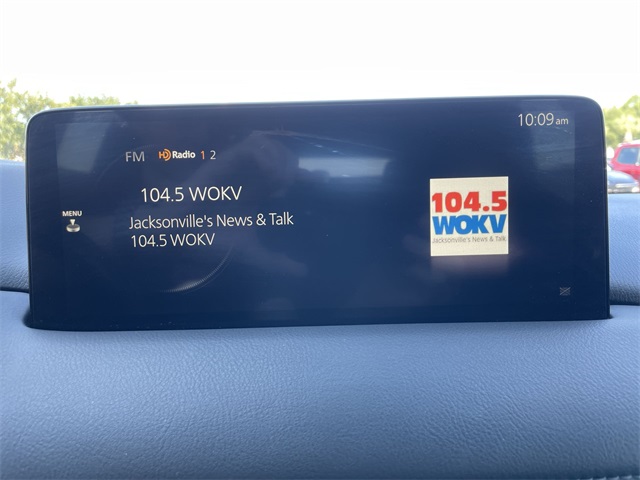 10:09 am
FM HD Radio 1 2
104.5 WOKV
MENU
Jacksonville's News & Talk
104.5 WOKV
104.5
WOKV
Jacksonville's News & Talk